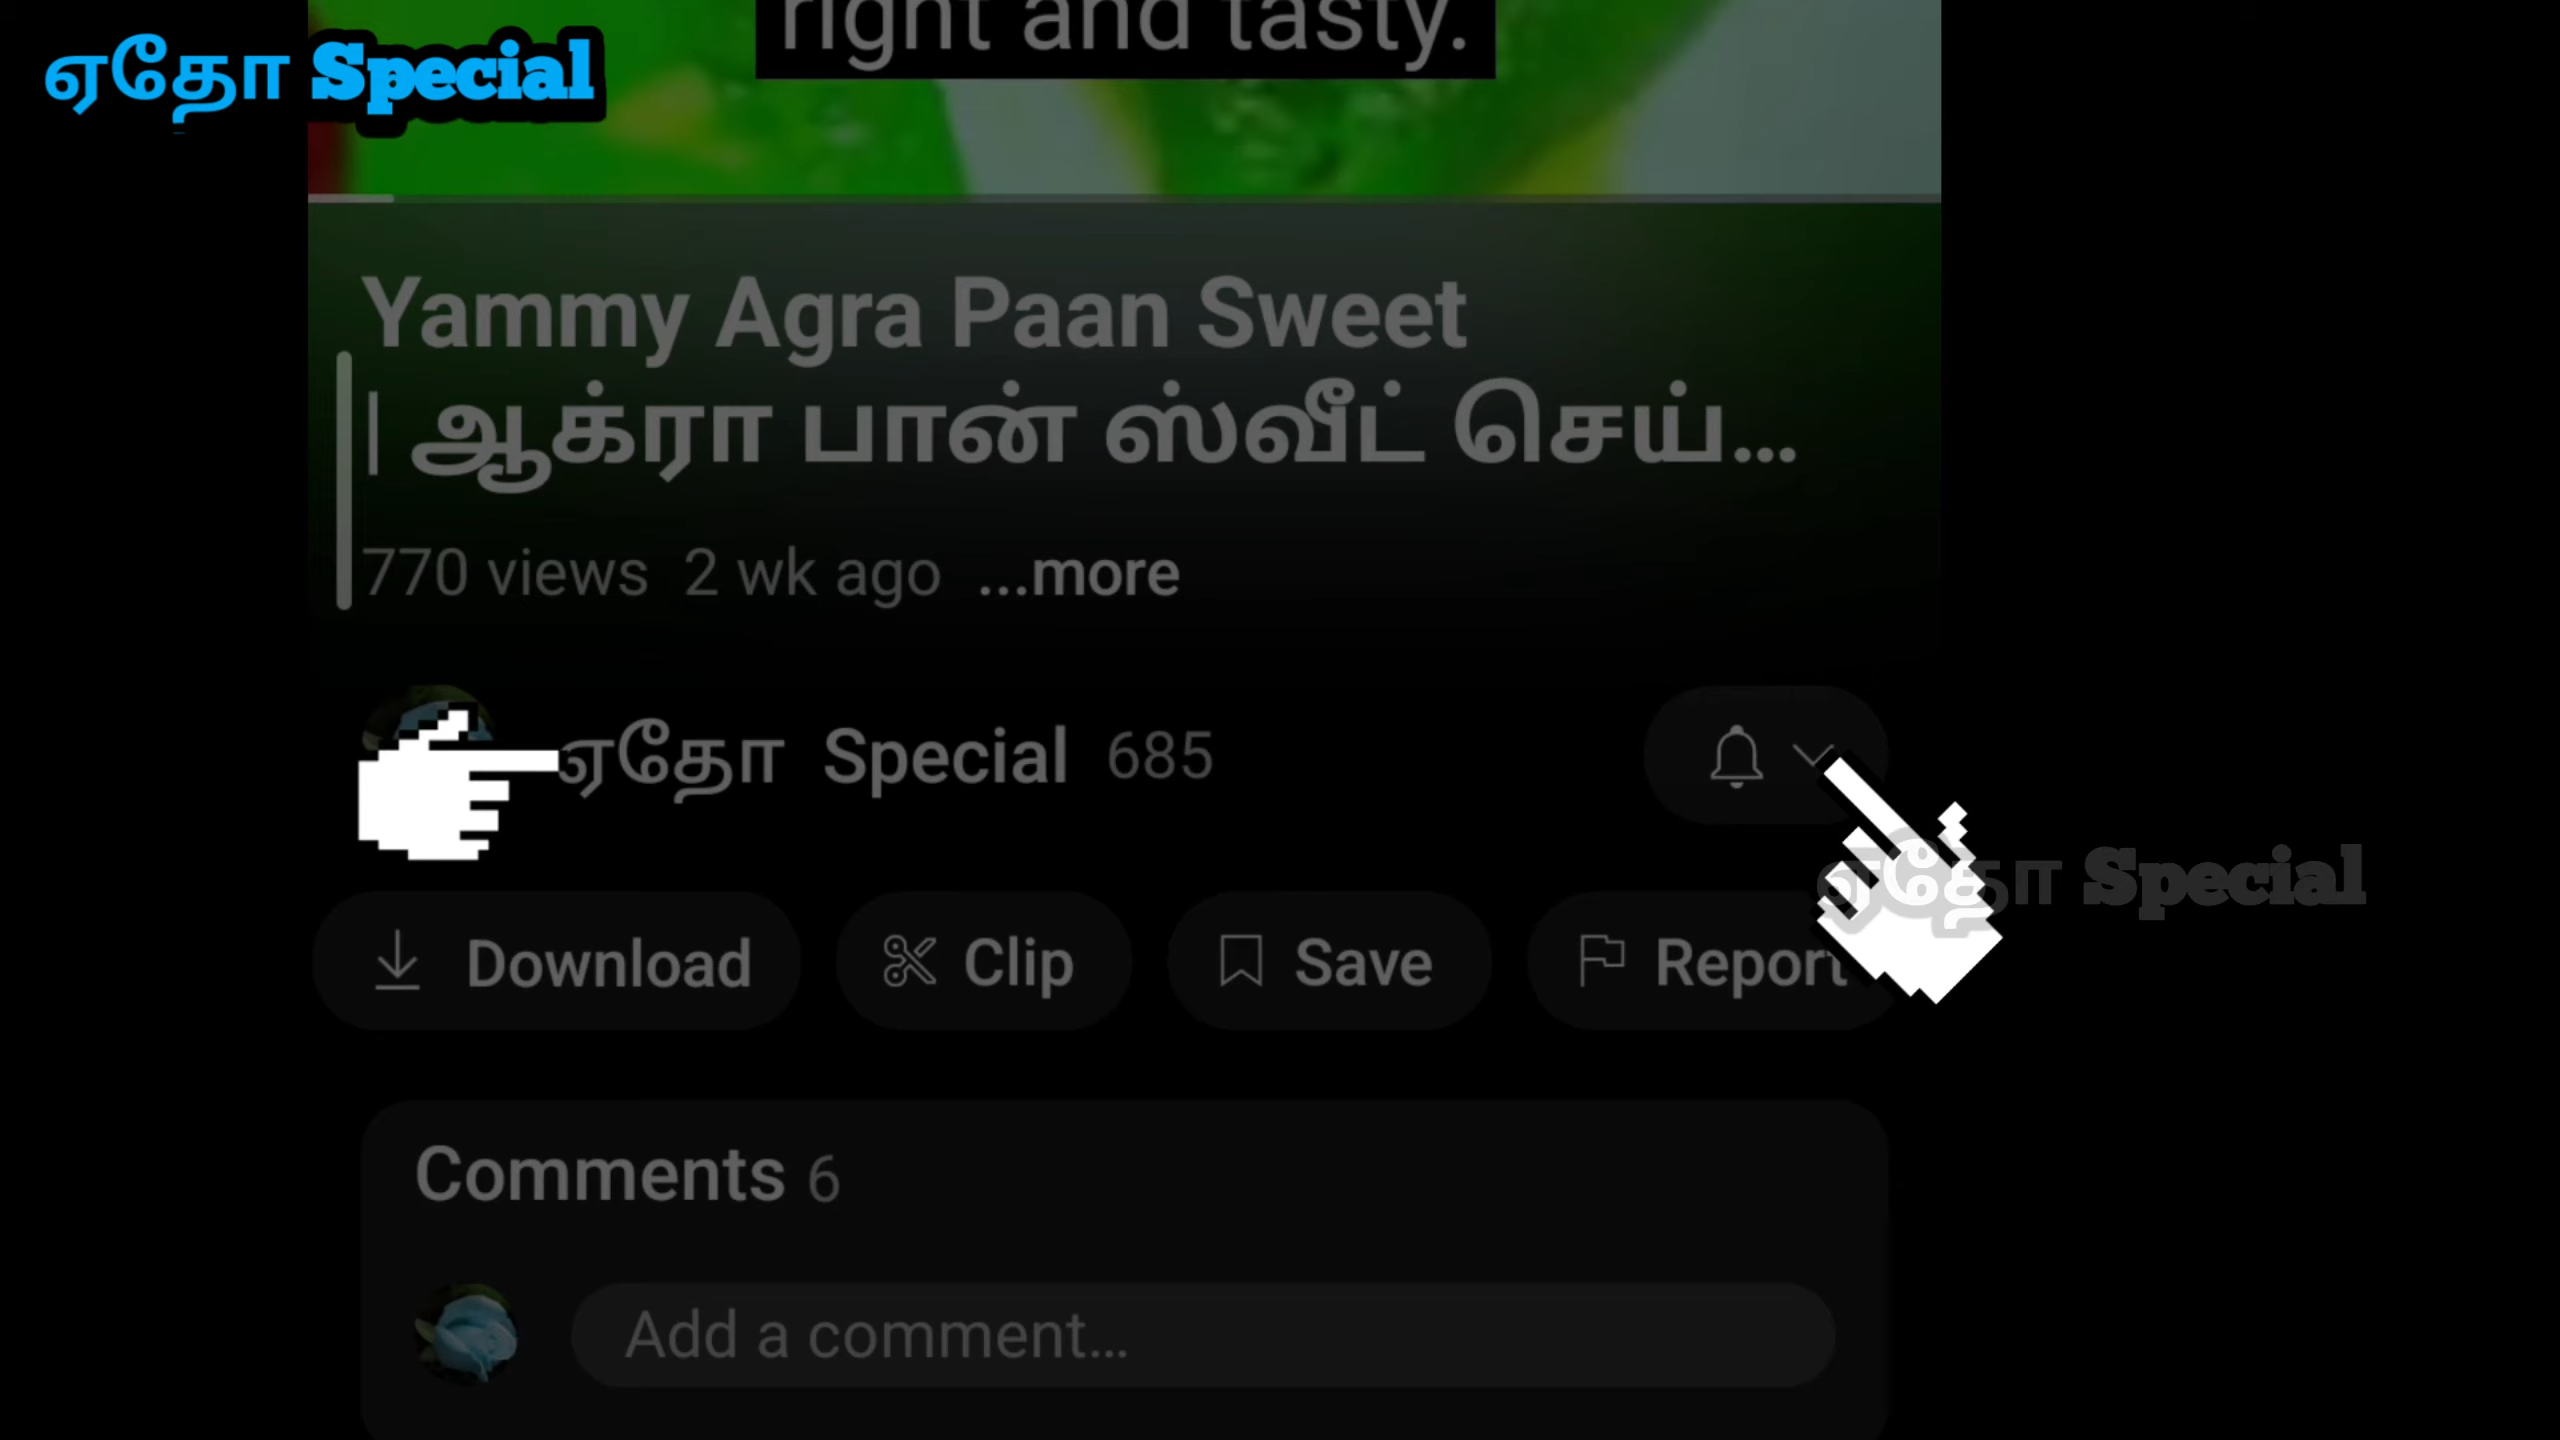 right and tasty.
ஏதோ Special
Yammy Agra Paan Sweet
| ஆக்ரா பான் ஸ்வீட் செய்...
770 views 2 wk ago ...more
ஏதோ Special 685
ஏதோ Special
Download Clip Save Report
Comments 6
Add a comment...